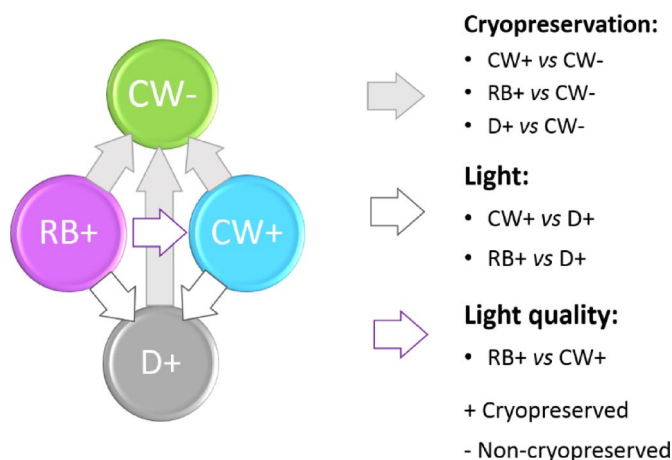 CW-
RB+
CW+
D+
Cryopreservation:
• CW+ vs CW-
• RB+ vs CW-
• D+ vs CW-
Light:
• CW+ vs D+
• RB+ vs D+
Light quality:
• RB+ vs CW+
+ Cryopreserved
- Non-cryopreserved